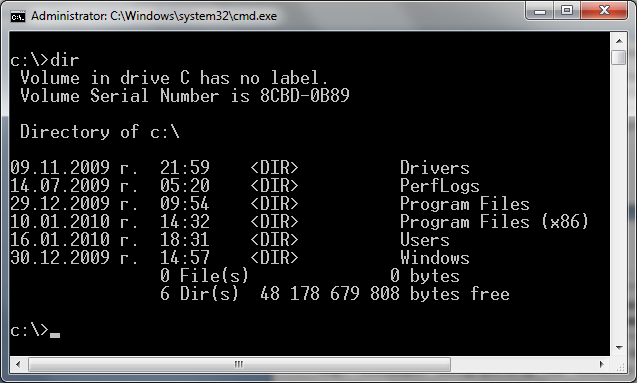 Administrator: C:\Windows\system32\cmd.exe
c:\>dir
 Volume in drive C has no label.
 Volume Serial Number is 8CBD-0B89

 Directory of c:\

09.11.2009 г.  21:59    <DIR>          Drivers
14.07.2009 г.  05:20    <DIR>          PerfLogs
29.12.2009 г.  09:54    <DIR>          Program Files
10.01.2010 г.  14:32    <DIR>          Program Files (x86)
16.01.2010 г.  18:31    <DIR>          Users
30.12.2009 г.  14:57    <DIR>          Windows
               0 File(s)              0 bytes
               6 Dir(s)  48 178 679 808 bytes free

c:\>_